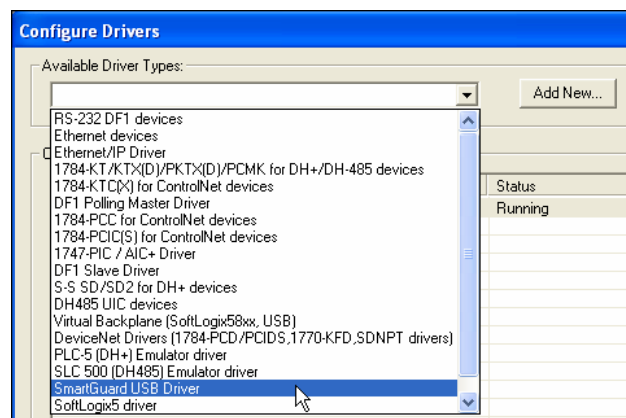 Configure Drivers
Available Driver Types:
Add New...
RS-232 DF1 devices
Ethernet devices
Ethernet/IP Driver
1784-KT/KTX(D)/PKTX(D)/PCMK for DH+/DH-485 devices
1784-KTC(X) for ControlNet devices
DF1 Polling Master Driver
1784-PCC for ControlNet devices
1784-PCIC(S) for ControlNet devices
1747-PIC / AIC+ Driver
DF1 Slave Driver
S-S SD/SD2 for DH+ devices
DH485 UIC devices
Virtual Backplane (SoftLogix58xx, USB)
DeviceNet Drivers (1784-PCD/PCIDS,1770-KFD,SDNPT drivers)
PLC-5 (DH+) Emulator driver
SLC 500 (DH485) Emulator driver
SmartGuard USB Driver
SoftLogix5 driver
Status
Running